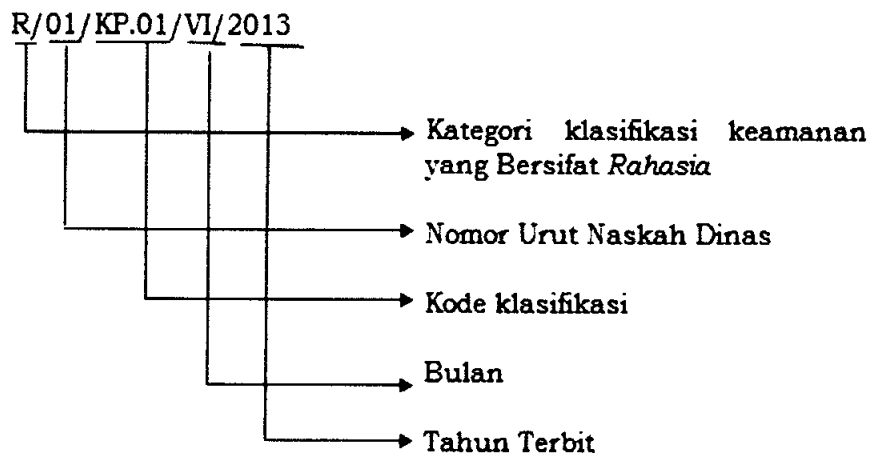 R/01/KP.01/VI/2013
Kategori klasifikasi keamanan
yang Bersifat Rahasia
Nomor Urut Naskah Dinas
Kode klasifikasi
Bulan
Tahun Terbit